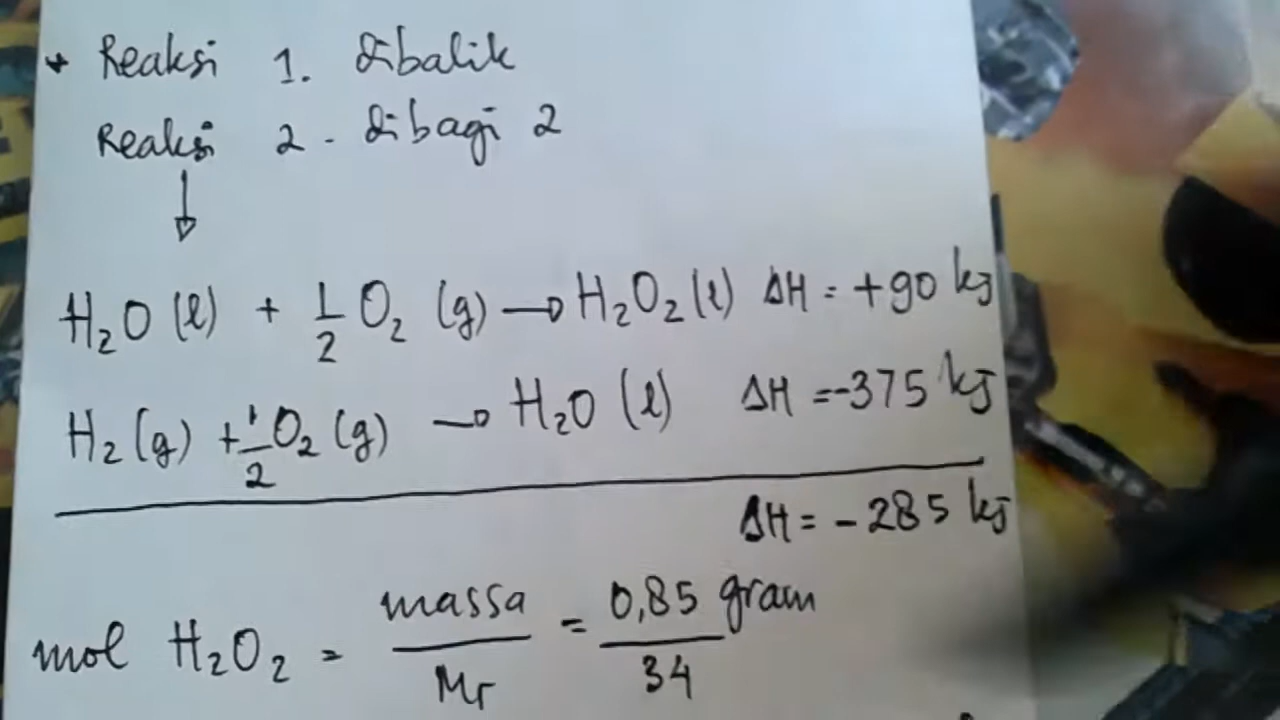 * Reaksi 1. dibalik
Reaksi 2. dibagi 2
↓
H₂O (l) + 1/2 O₂ (g) → H₂O₂ (l) ΔH = +90 kJ
H₂ (g) + 1/2 O₂ (g) → H₂O (l) ΔH = -375 kJ
ΔH = - 285 kJ
mol H₂O₂ = massa / Mr = 0,85 gram / 34